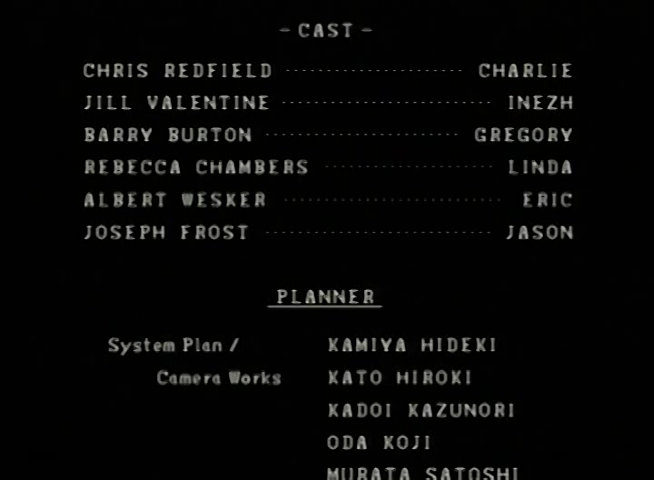 - CAST -
CHRIS REDFIELD ..................... CHARLIE
JILL VALENTINE ......................... INEZH
BARRY BURTON ....................... GREGORY
REBECCA CHAMBERS .................... LINDA
ALBERT WESKER .......................... ERIC
JOSEPH FROST ........................... JASON
PLANNER
System Plan / KAMIYA HIDEKI
Camera Works KATO HIROKI
KADOI KAZUNORI
ODA KOJI
MURATA SATOSHI